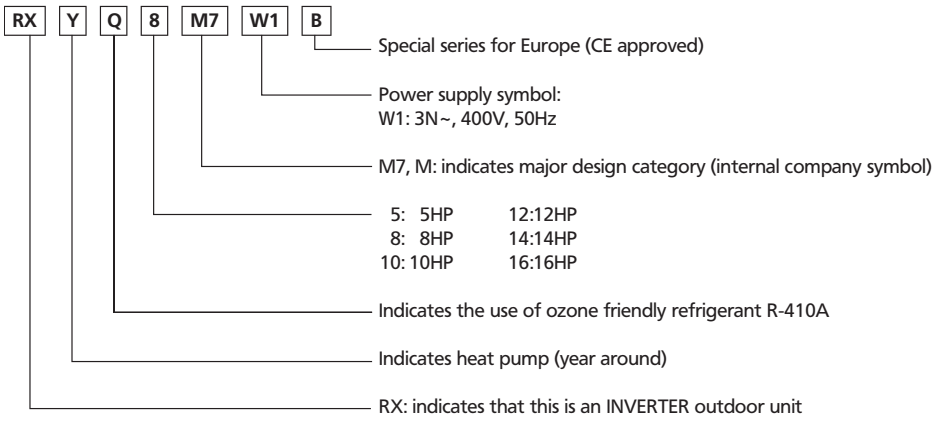 RX Y Q 8 M7 W1 B
Special series for Europe (CE approved)
Power supply symbol:
W1: 3N~, 400V, 50Hz
M7, M: indicates major design category (internal company symbol)
5: 5HP 12:12HP
8: 8HP 14:14HP
10: 10HP 16:16HP
Indicates the use of ozone friendly refrigerant R-410A
Indicates heat pump (year around)
RX: indicates that this is an INVERTER outdoor unit